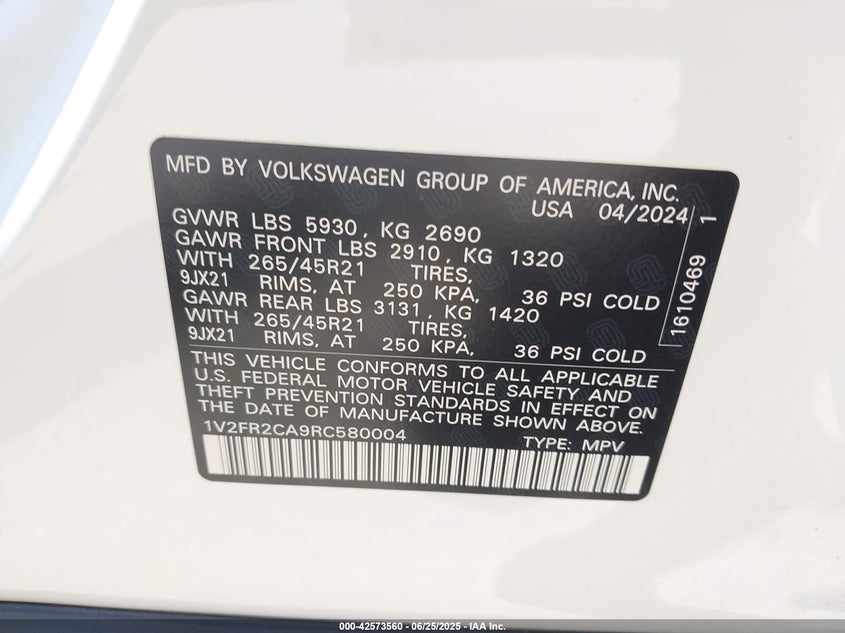 MFD BY VOLKSWAGEN GROUP OF AMERICA, INC.
USA 04/2024
GVWR LBS 5930, KG 2690
GAWR FRONT LBS 2910, KG 1320
WITH 265/45R21 TIRES,
9JX21 RIMS, AT 250 KPA, 36 PSI COLD
GAWR REAR LBS 3131, KG 1420
WITH 265/45R21 TIRES,
9JX21 RIMS, AT 250 KPA, 36 PSI COLD
THIS VEHICLE CONFORMS TO ALL APPLICABLE
U.S. FEDERAL MOTOR VEHICLE SAFETY AND
THEFT PREVENTION STANDARDS IN EFFECT ON
THE DATE OF MANUFACTURE SHOWN ABOVE.
1V2FR2CA9RC580004 TYPE: MPV
1610469 1
000-42573560 - 06/25/2025 - IAA Inc.